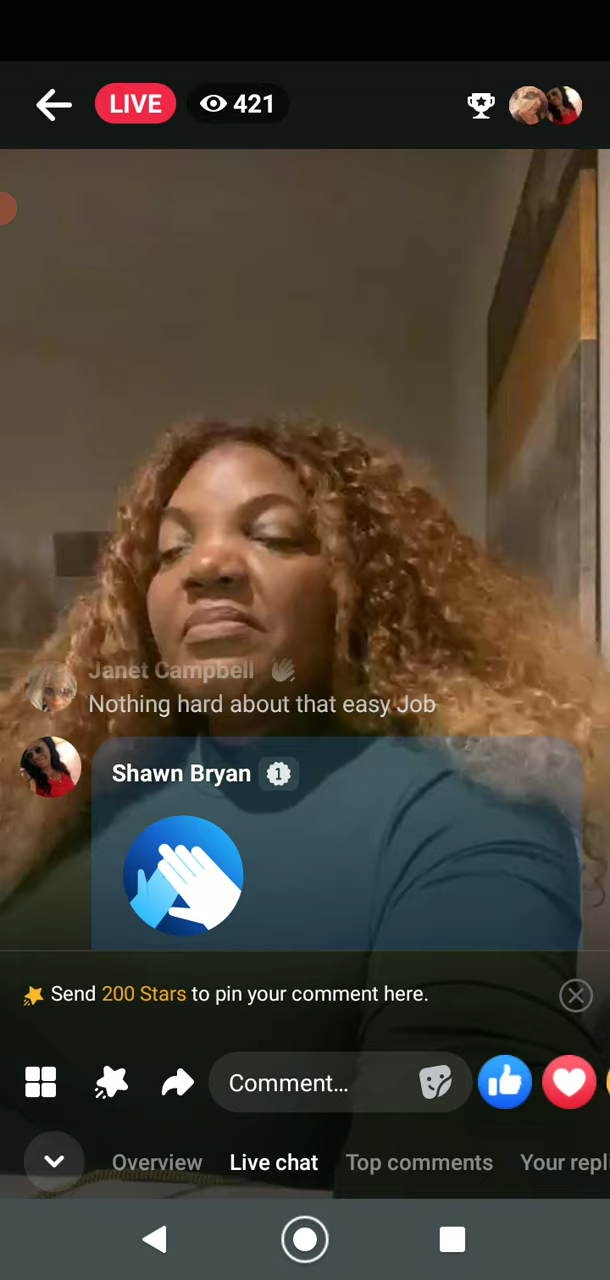 LIVE 421
Janet Campbell
Nothing hard about that easy Job
Shawn Bryan 1
Send 200 Stars to pin your comment here.
Comment...
Overview Live chat Top comments Your repli